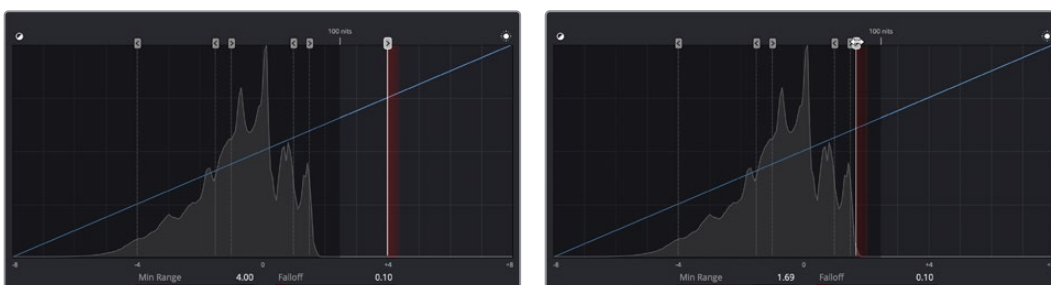 100 nits
-8 -4 0 +4 +8
Min Range 4.00 Falloff 0.10
100 nits
-8 -4 0 +4
Min Range 1.69 Falloff 0.10